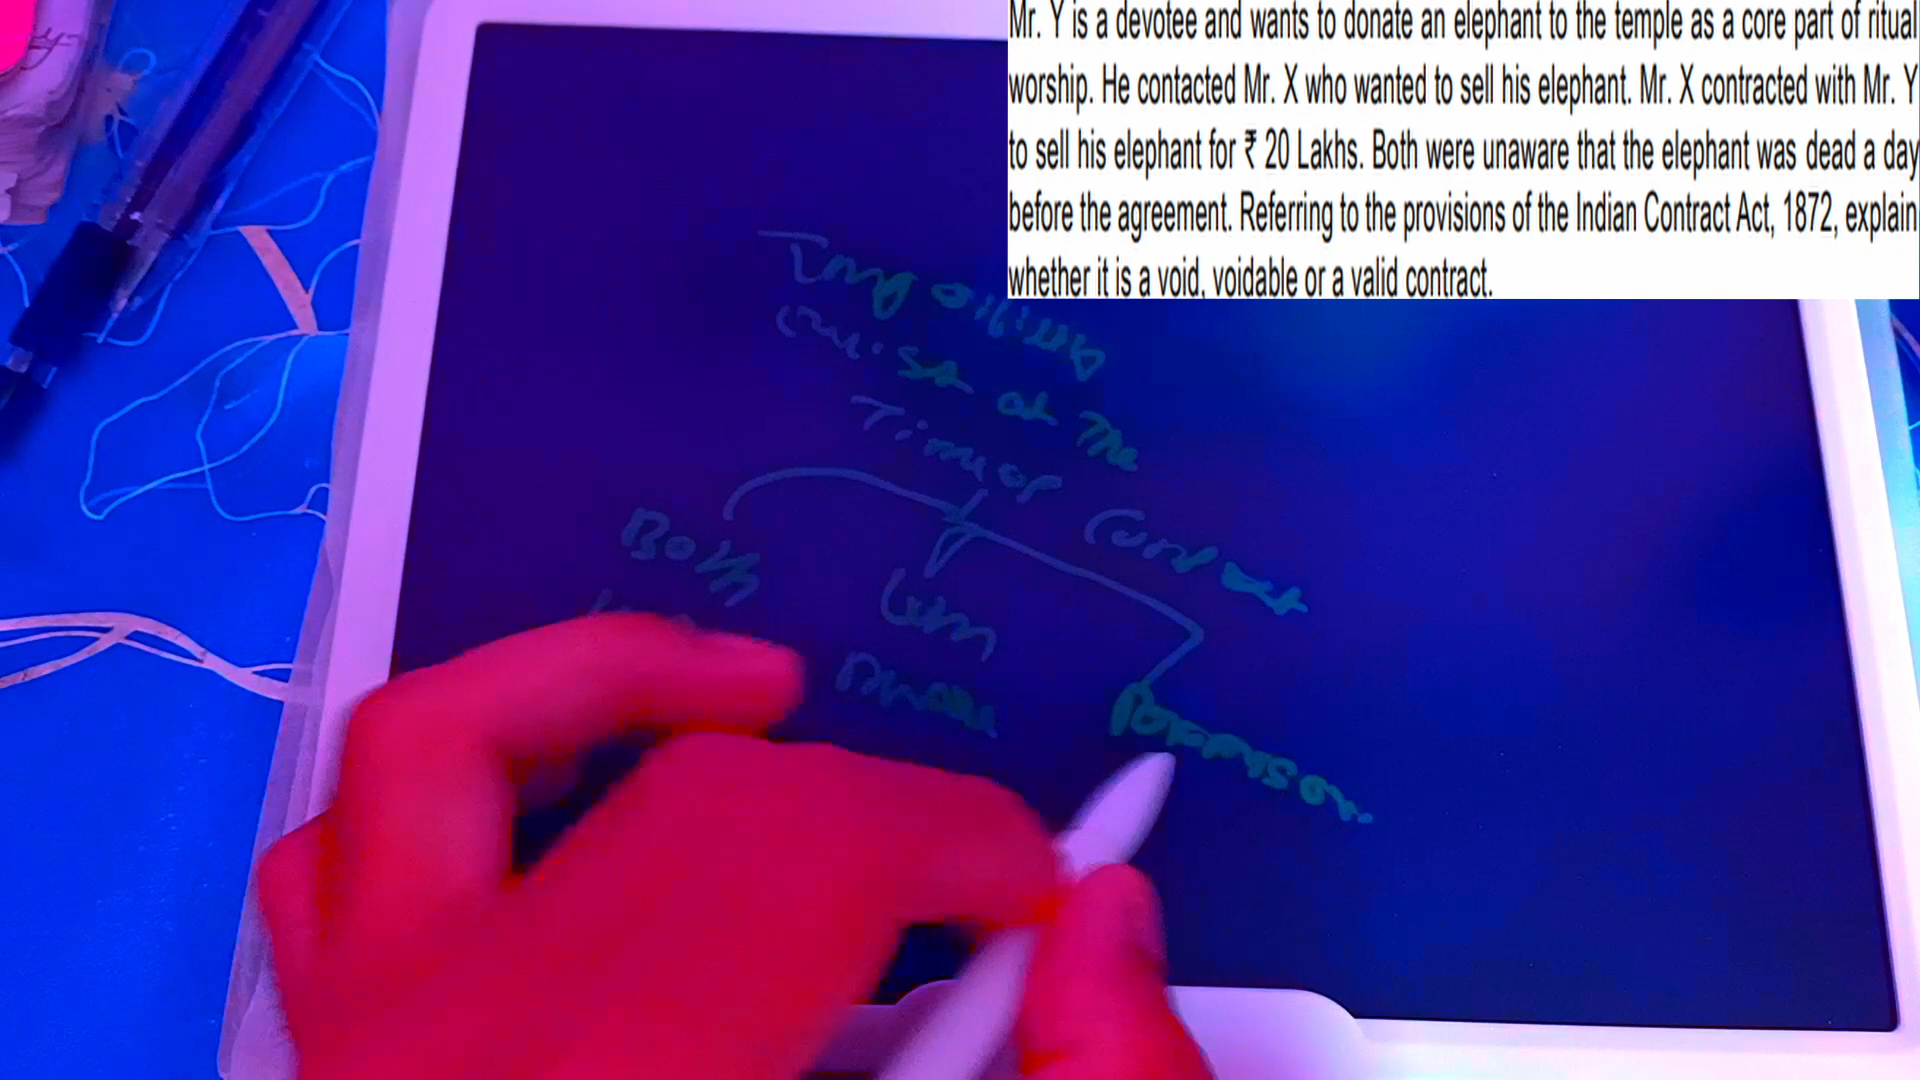 Mr. Y is a devotee and wants to donate an elephant to the temple as a core part of ritual
worship. He contacted Mr. X who wanted to sell his elephant. Mr. X contracted with Mr. Y
to sell his elephant for ₹ 20 Lakhs. Both were unaware that the elephant was dead a day
before the agreement. Referring to the provisions of the Indian Contract Act, 1872, explain
whether it is a void, voidable or a valid contract.
at The
Time of
Contract
Both